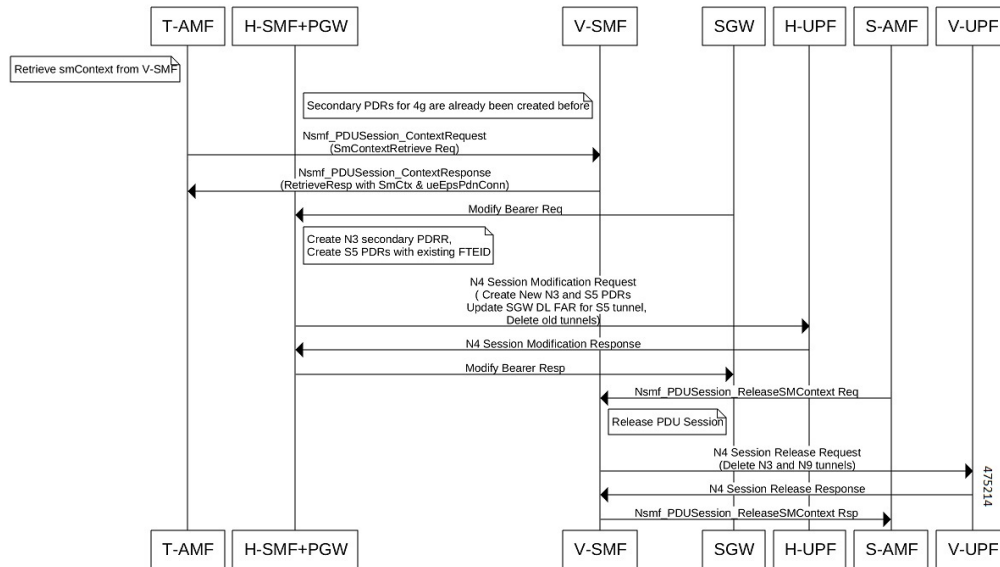 T-AMF
H-SMF+PGW
V-SMF
SGW
H-UPF
S-AMF
V-UPF
Retrieve smContext from V-SMF
Secondary PDRs for 4g are already been created before
Nsmf_PDUSession_ContextRequest
(SmContextRetrieve Req)
Nsmf_PDUSession_ContextResponse
(RetrieveResp with SmCtx & ueEpsPdnConn)
Modify Bearer Req
Create N3 secondary PDRR,
Create S5 PDRs with existing FTEID
N4 Session Modification Request
( Create New N3 and S5 PDRs
Update SGW DL FAR for S5 tunnel,
Delete old tunnels)
N4 Session Modification Response
Modify Bearer Resp
Nsmf_PDUSession_ReleaseSMContext Req
Release PDU Session
N4 Session Release Request
(Delete N3 and N9 tunnels)
N4 Session Release Response
Nsmf_PDUSession_ReleaseSMContext Rsp
475214
T-AMF
H-SMF+PGW
V-SMF
SGW
H-UPF
S-AMF
V-UPF